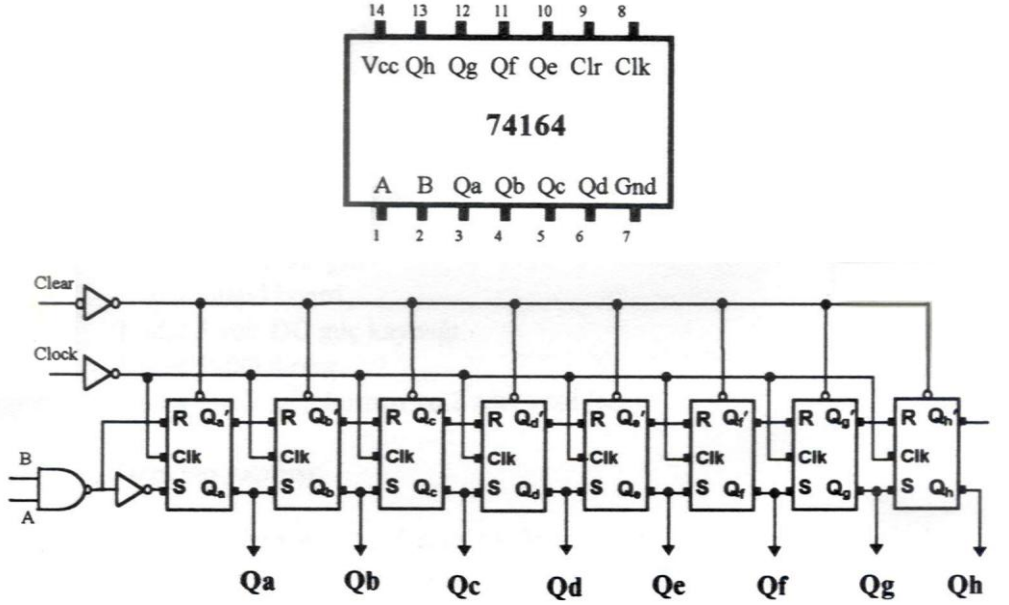 14 13 12 11 10 9 8
Vcc Qh Qg Qf Qe Clr Clk
74164
A B Qa Qb Qc Qd Gnd
1 2 3 4 5 6 7
Clear
Clock
R Qa' R Qb' R Qc' R Qd' R Qe' R Qf' R Qg' R Qh'
Clk Clk Clk Clk Clk Clk Clk Clk
B
S Qa S Qb S Qc S Qd S Qe S Qf S Qg S Qh
A
Qa Qb Qc Qd Qe Qf Qg Qh